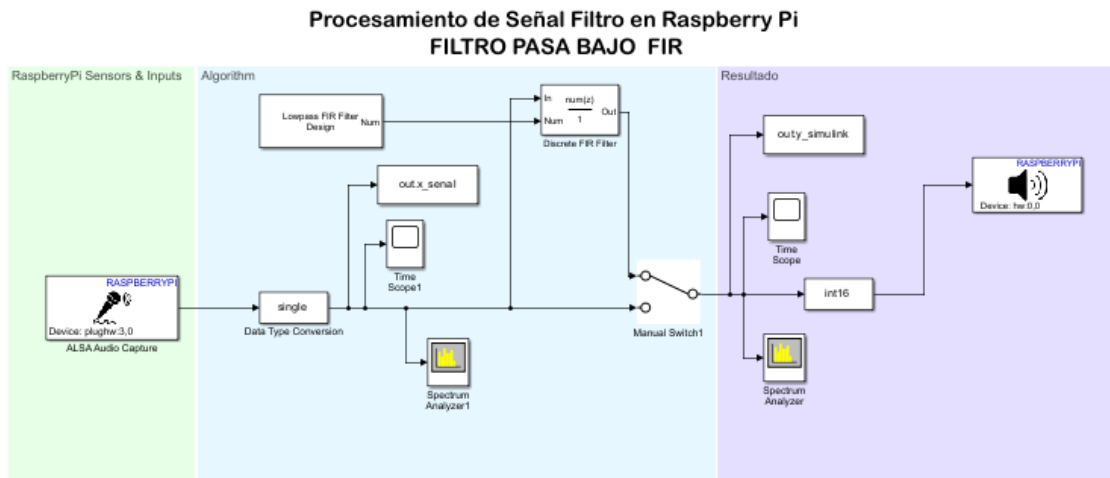 Procesamiento de Señal Filtro en Raspberry Pi
FILTRO PASA BAJO FIR
RaspberryPi Sensors & Inputs
RASPBERRYPI
Device: plughw:3,0
ALSA Audio Capture
Algorithm
Lowpass FIR Filter
Design
Num
In
Num
num(z)
1
Out
Discrete FIR Filter
out.x_senal
Time
Scope1
single
Data Type Conversion
Spectrum
Analyzer1
Manual Switch1
Resultado
out.y_simulink
RASPBERRYPI
Device: hw:0,0
Time
Scope
int16
Spectrum
Analyzer